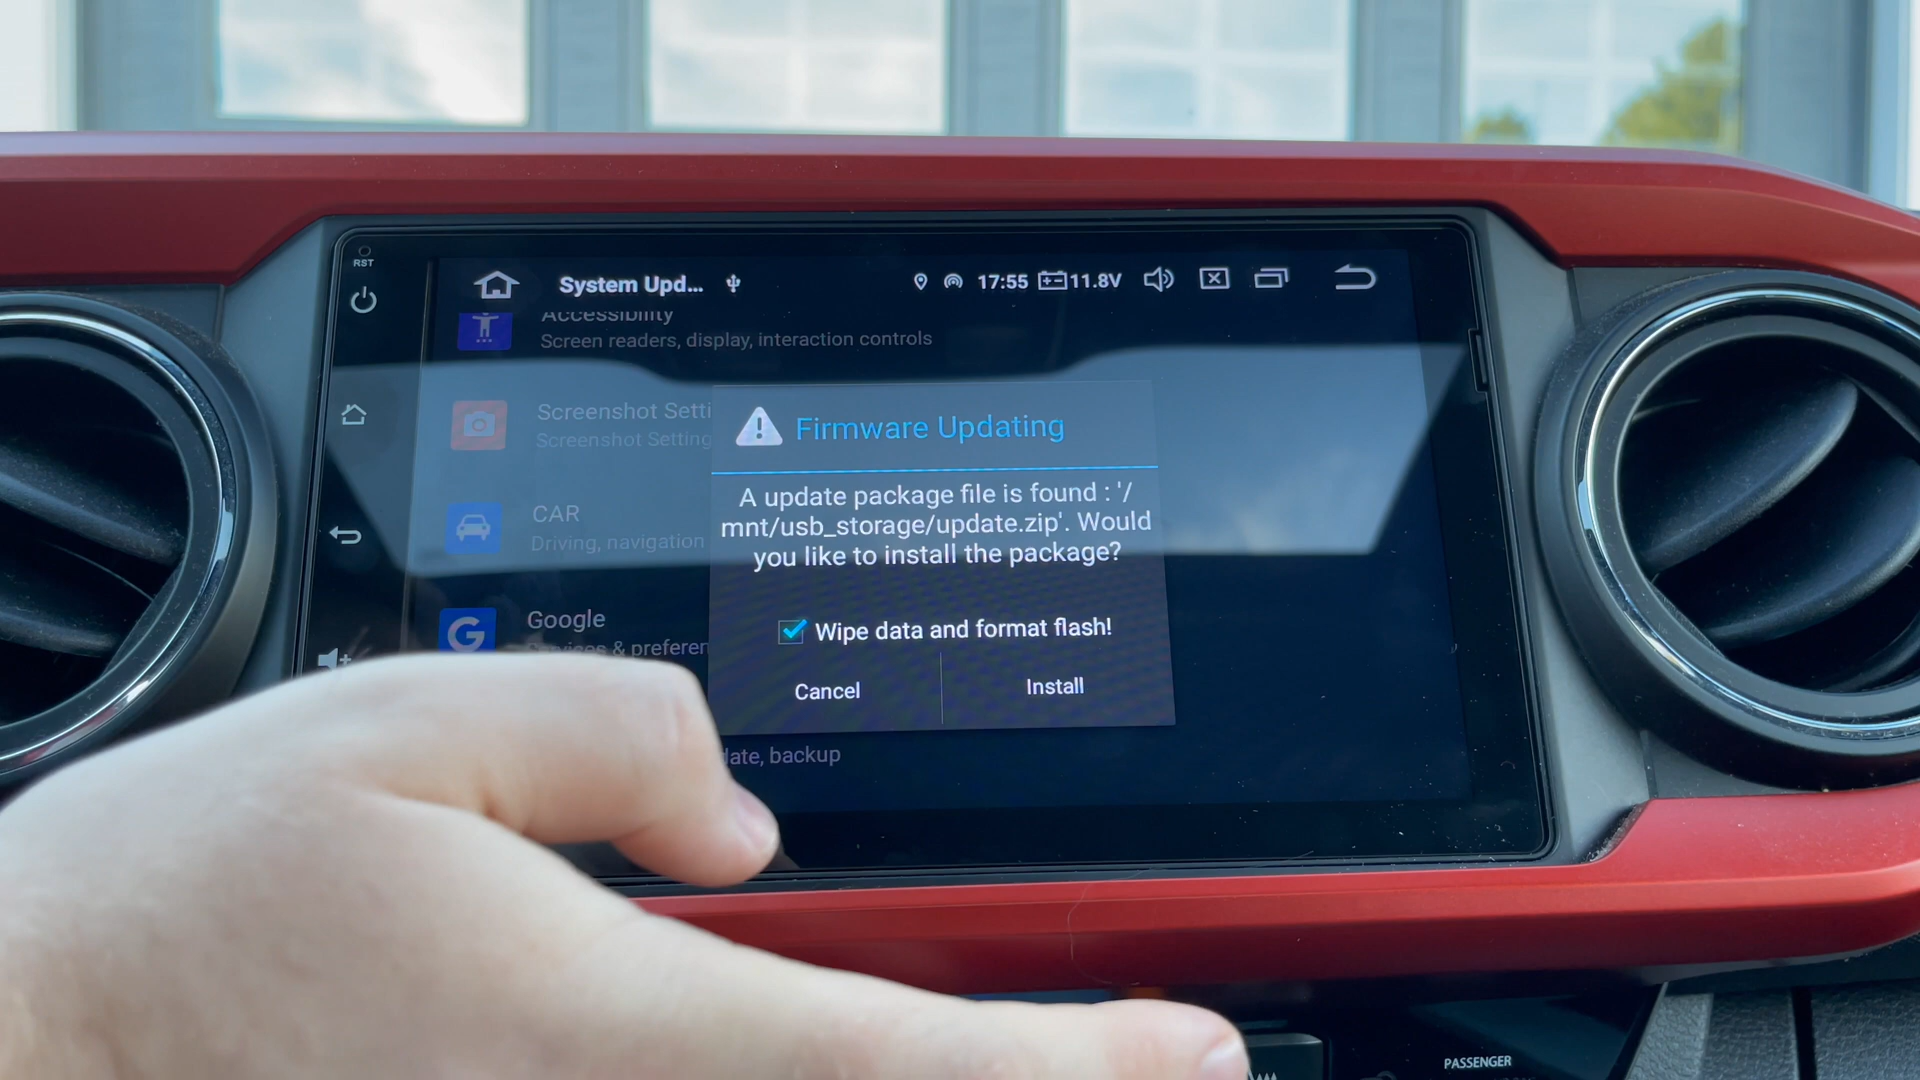 RST
System Upd...
17:55
11.8V
Accessibility
Screen readers, display, interaction controls
Screenshot Setti
Screenshot Setting
CAR
Driving, navigation
Google
Services & preferen
date, backup
Firmware Updating
A update package file is found : '/
mnt/usb_storage/update.zip'. Would
you like to install the package?
Wipe data and format flash!
Cancel
Install
PASSENGER